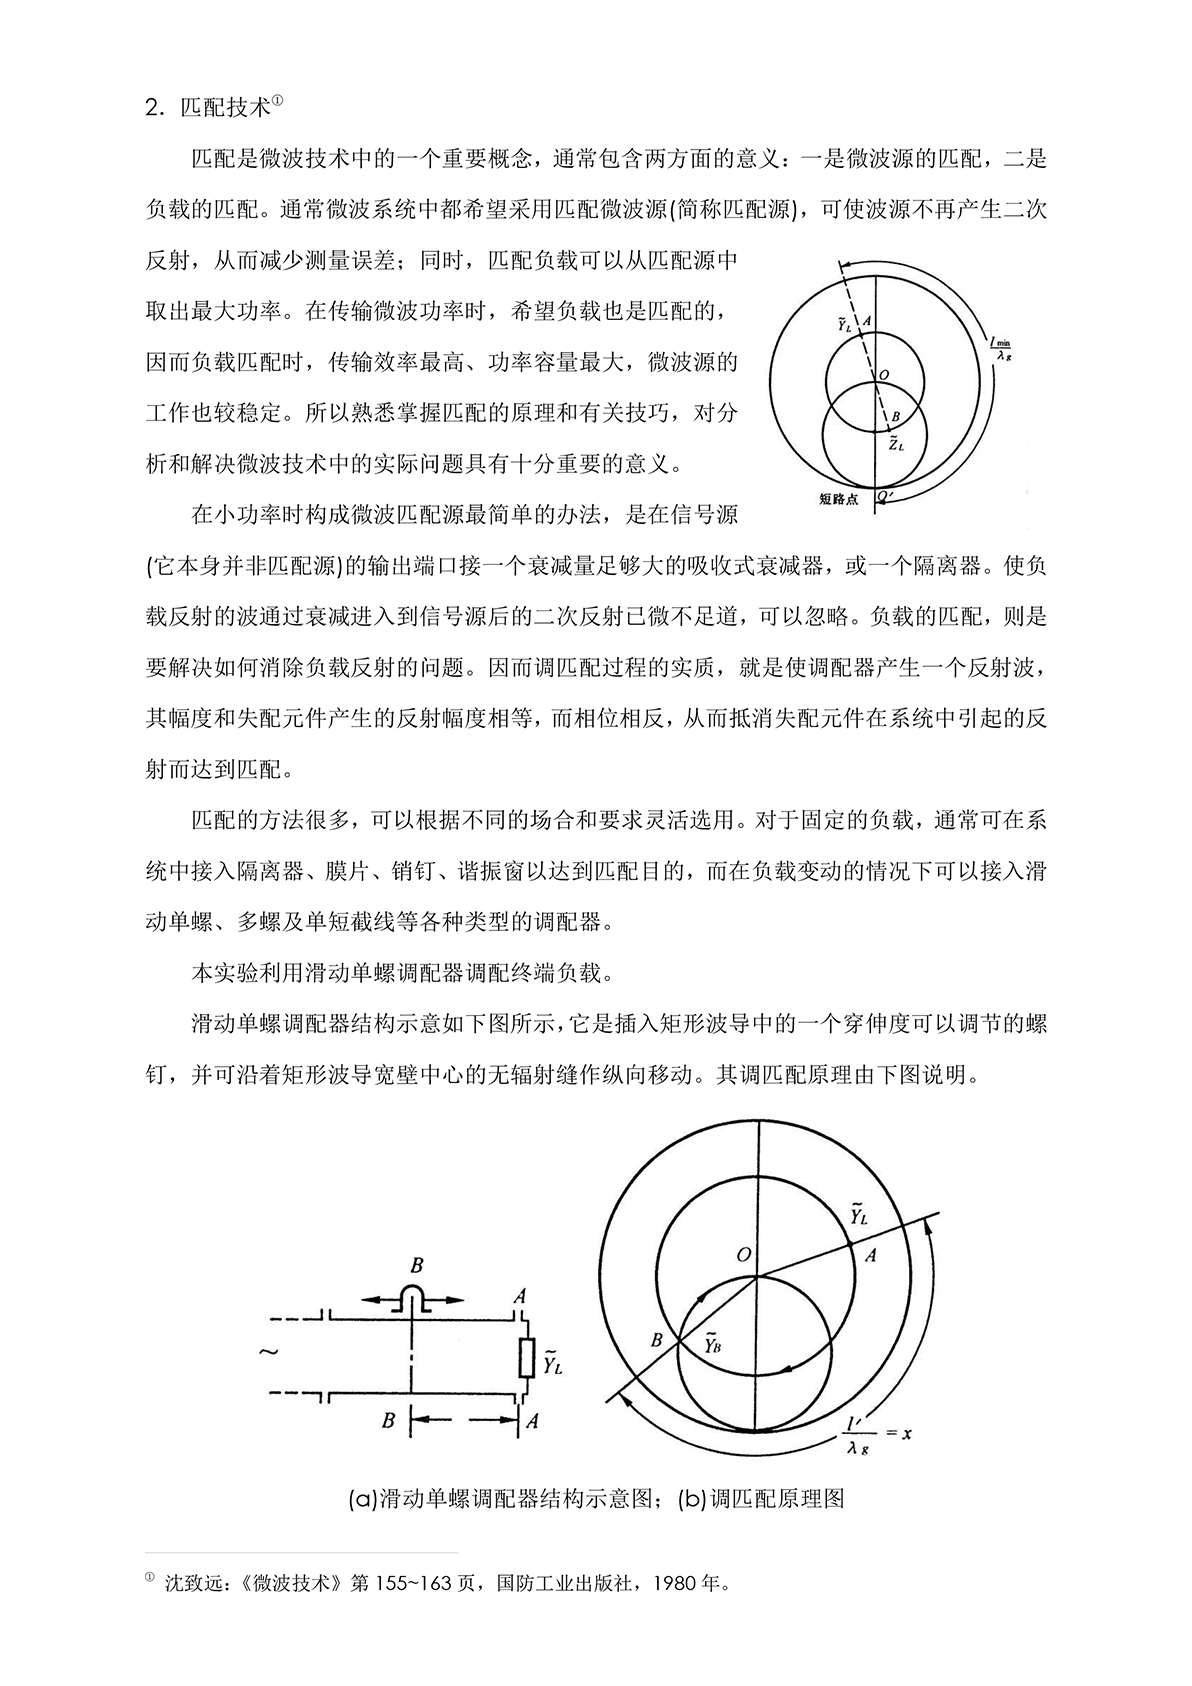 2．匹配技术①
匹配是微波技术中的一个重要概念，通常包含两方面的意义：一是微波源的匹配，二是
负载的匹配。通常微波系统中都希望采用匹配微波源(简称匹配源)，可使波源不再产生二次
反射，从而减少测量误差；同时，匹配负载可以从匹配源中
取出最大功率。在传输微波功率时，希望负载也是匹配的，
因而负载匹配时，传输效率最高、功率容量最大，微波源的
工作也较稳定。所以熟悉掌握匹配的原理和有关技巧，对分
析和解决微波技术中的实际问题具有十分重要的意义。
ỸL A
l min
λg
O
B
Z̃L
短路点 O′
在小功率时构成微波匹配源最简单的办法，是在信号源
(它本身并非匹配源)的输出端口接一个衰减量足够大的吸收式衰减器，或一个隔离器。使负
载反射的波通过衰减进入到信号源后的二次反射已微不足道，可以忽略。负载的匹配，则是
要解决如何消除负载反射的问题。因而调匹配过程的实质，就是使调配器产生一个反射波，
其幅度和失配元件产生的反射幅度相等，而相位相反，从而抵消失配元件在系统中引起的反
射而达到匹配。
匹配的方法很多，可以根据不同的场合和要求灵活选用。对于固定的负载，通常可在系
统中接入隔离器、膜片、销钉、谐振窗以达到匹配目的，而在负载变动的情况下可以接入滑
动单螺、多螺及单短截线等各种类型的调配器。
本实验利用滑动单螺调配器调配终端负载。
滑动单螺调配器结构示意如下图所示，它是插入矩形波导中的一个穿伸度可以调节的螺
钉，并可沿着矩形波导宽壁中心的无辐射缝作纵向移动。其调匹配原理由下图说明。
B
A
~
ỸL
B A
ỸL
O A
B ỸB
l′
λg = x
(a)滑动单螺调配器结构示意图；(b)调匹配原理图
① 沈致远：《微波技术》第 155~163 页，国防工业出版社，1980 年。